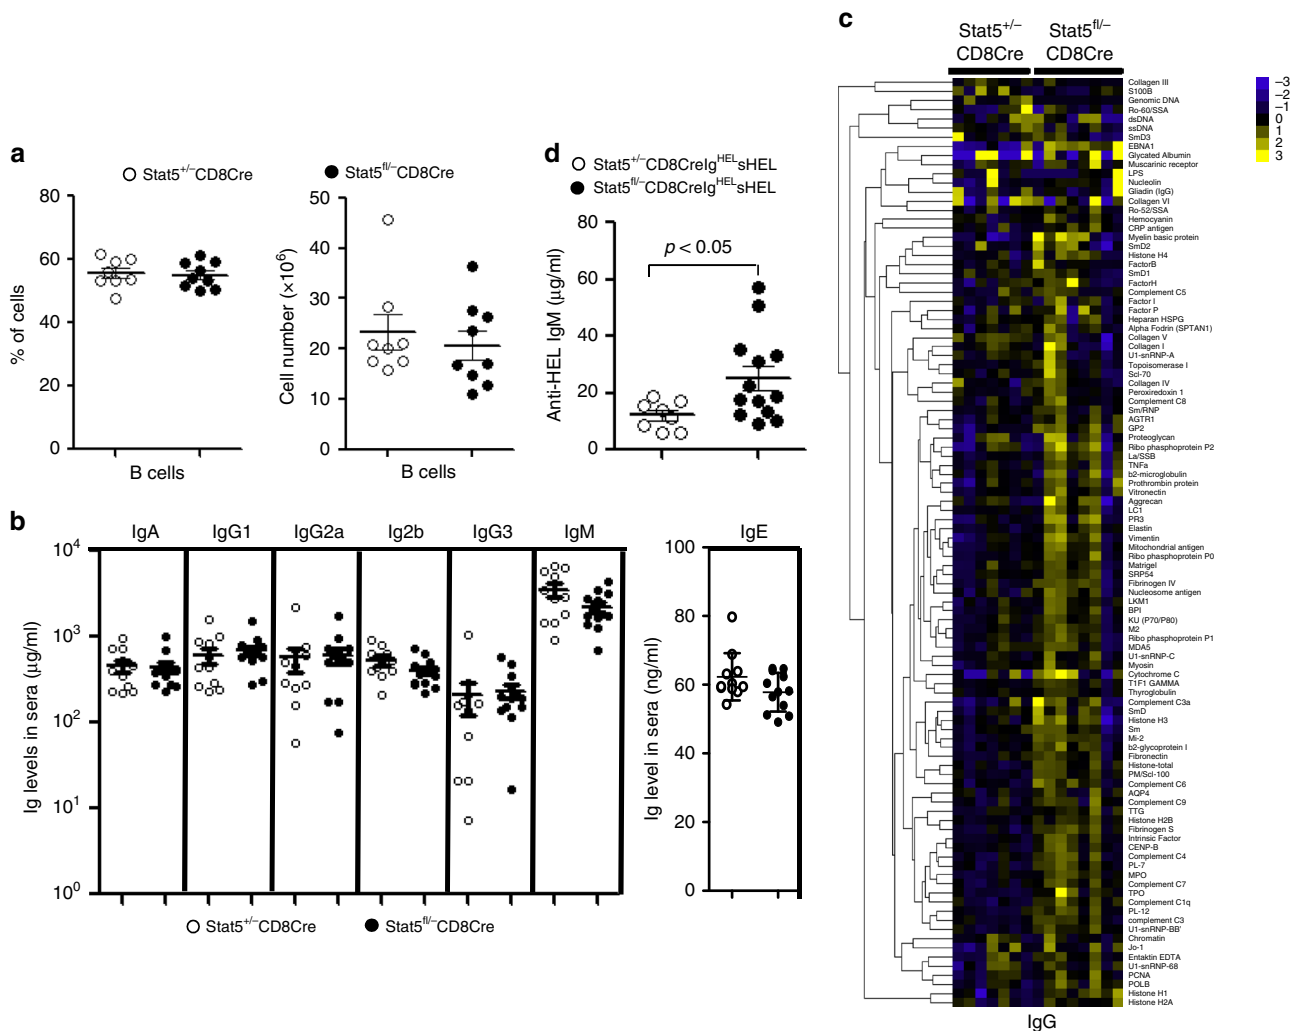 a
Stat5+/−CD8Cre
Stat5fl/−CD8Cre
% of cells
80
60
40
20
0
B cells
Cell number (×10⁶)
50
40
30
20
10
0
B cells
d
Stat5+/−CD8CreIgHELsHEL
Stat5fl/−CD8CreIgHELsHEL
Anti-HEL IgM (μg/ml)
80
60
40
20
0
p < 0.05
b
IgA IgG1 IgG2a Ig2b IgG3 IgM
Ig levels in sera (μg/ml)
10⁴
10³
10²
10¹
10⁰
Stat5+/−CD8Cre
Stat5fl/−CD8Cre
IgE
Ig level in sera (ng/ml)
100
80
60
40
20
0
c
Stat5+/−
CD8Cre
Stat5fl/−
CD8Cre
−3
−2
−1
0
1
2
3
Collagen III
S100B
Genomic DNA
Ro-60/SSA
dsDNA
ssDNA
SmD3
EBNA1
Glycated Albumin
Muscarinic receptor
LPS
Nucleolin
Gliadin (IgG)
Collagen VI
Ro-52/SSA
Hemocyanin
CRP antigen
Myelin basic protein
SmD2
Histone H4
FactorB
SmD1
FactorH
Complement C5
Factor I
Factor P
Heparan HSPG
Alpha Fodrin (SPTAN1)
Collagen V
Collagen I
U1-snRNP-A
Topoisomerase I
Scl-70
Collagen IV
Peroxiredoxin 1
Complement C8
Sm/RNP
AGTR1
GP2
Proteoglycan
Ribo phosphoprotein P2
La/SSB
TNFa
b2-microglobulin
Prothrombin protein
Vitronectin
Aggrecan
LC1
PR3
Elastin
Vimentin
Mitochondrial antigen
Ribo phosphoprotein P0
Matrigel
SRP54
Fibrinogen IV
Nucleosome antigen
LKM1
BPI
KU (P70/P80)
M2
Ribo phosphoprotein P1
MDA5
U1-snRNP-C
Myosin
Cytochrome C
T1F1 GAMMA
Thyroglobulin
Complement C3a
SmD
Histone H3
Sm
Mi-2
b2-glycoprotein I
Fibronectin
Histone-total
PM/Scl-100
Complement C6
AQP4
Complement C9
TTG
Histone H2B
Fibrinogen S
Intrinsic Factor
CENP-B
Complement C4
PL-7
MPO
Complement C7
TPO
Complement C1q
PL-12
complement C3
U1-snRNP-BB'
Chromatin
Jo-1
Entaktin EDTA
U1-snRNP-68
PCNA
POLB
Histone H1
Histone H2A
IgG